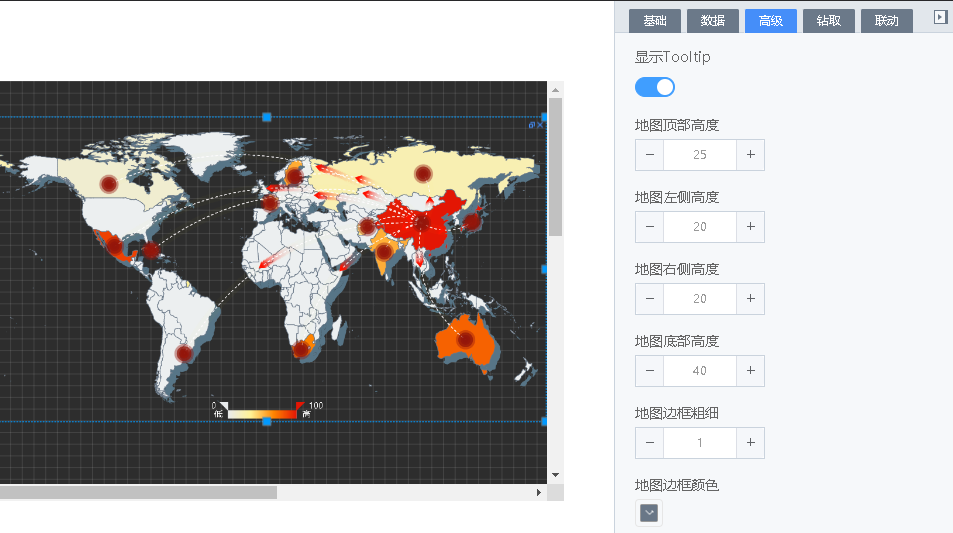 基础 数据 高级 钻取 联动
显示Tooltip
地图顶部高度
− 25 +
地图左侧高度
− 20 +
地图右侧高度
− 20 +
地图底部高度
− 40 +
地图边框粗细
− 1 +
地图边框颜色
0 100
低 高